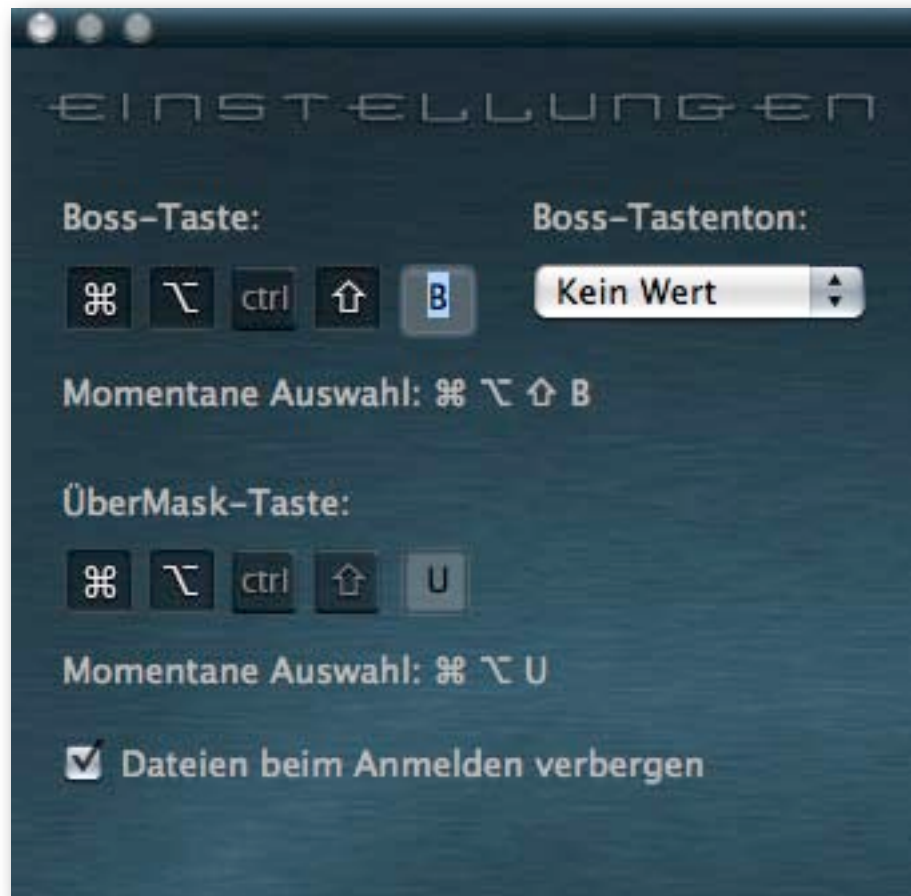 EINSTELLUNGEN
Boss-Taste: Boss-Tastenton:
⌘ ⌥ ctrl ⇧ B Kein Wert
Momentane Auswahl: ⌘ ⌥ ⇧ B
ÜberMask-Taste:
⌘ ⌥ ctrl ⇧ U
Momentane Auswahl: ⌘ ⌥ U
Dateien beim Anmelden verbergen